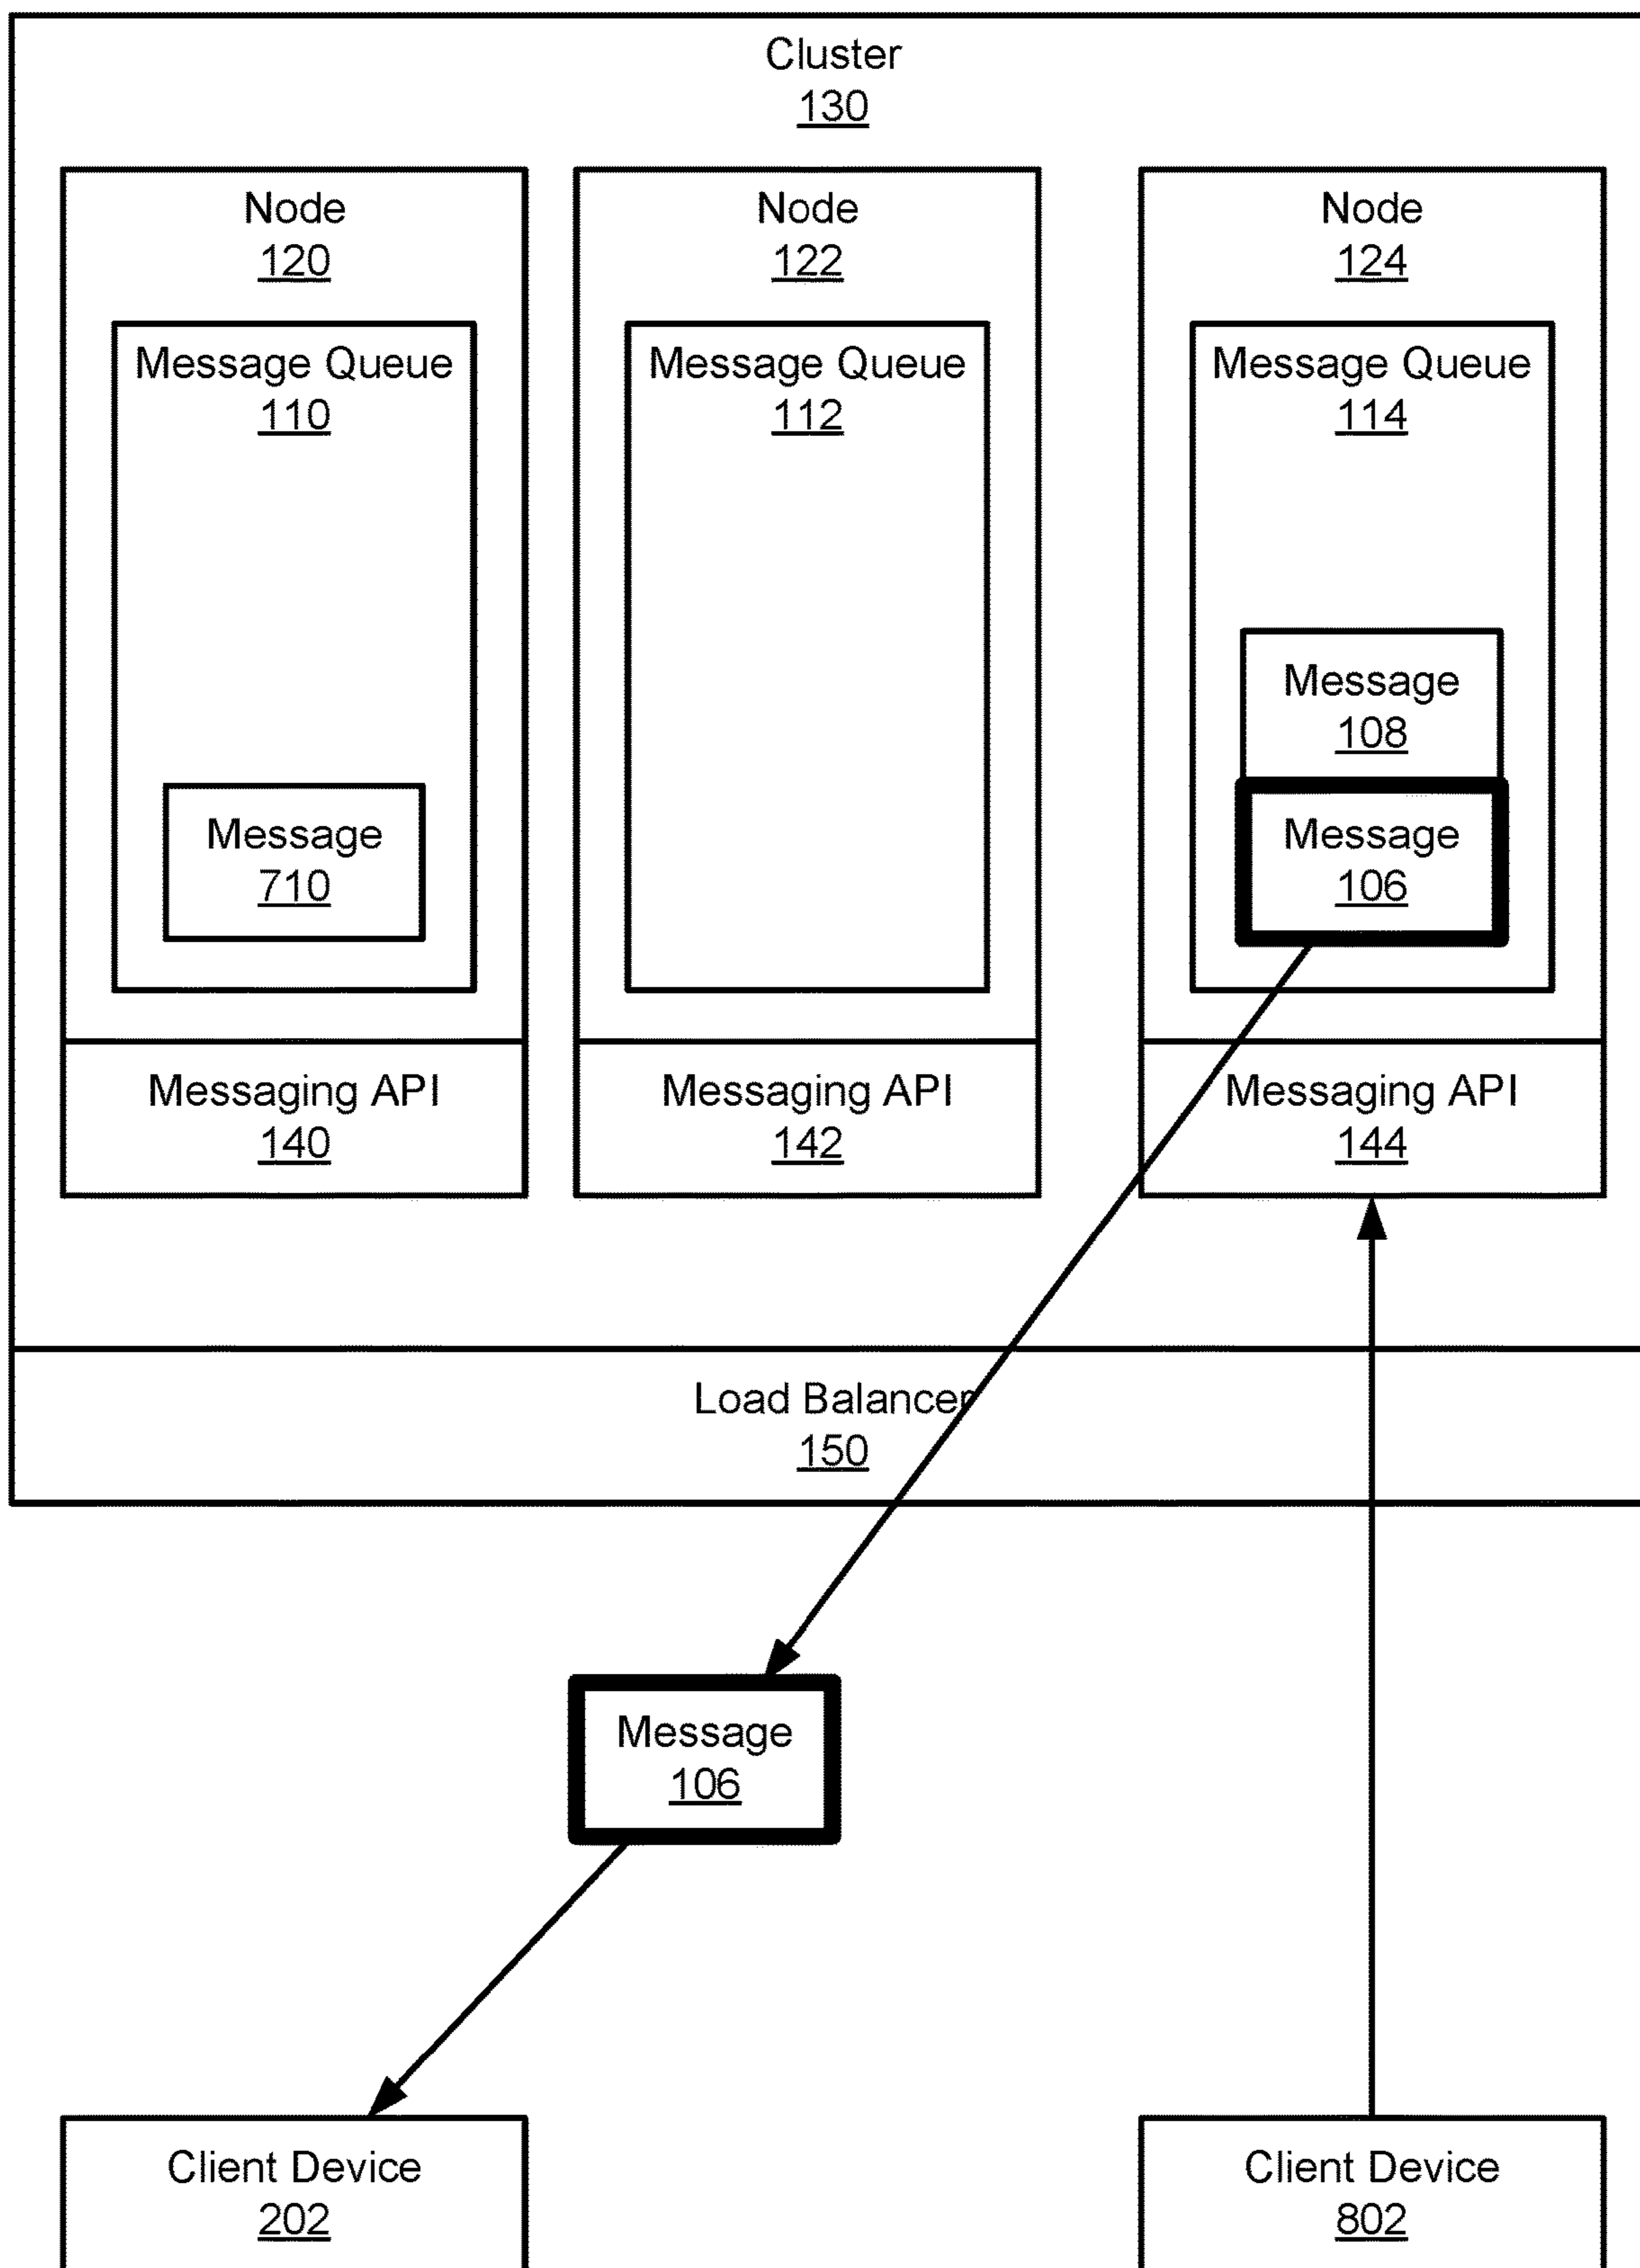 Cluster
130
Node
120
Node
122
Node
124
Message Queue
110
Message Queue
112
Message Queue
114
Message
108
Message
710
Message
106
Messaging API
140
Messaging API
142
Messaging API
144
Load Balancer
150
Message
106
Client Device
202
Client Device
802